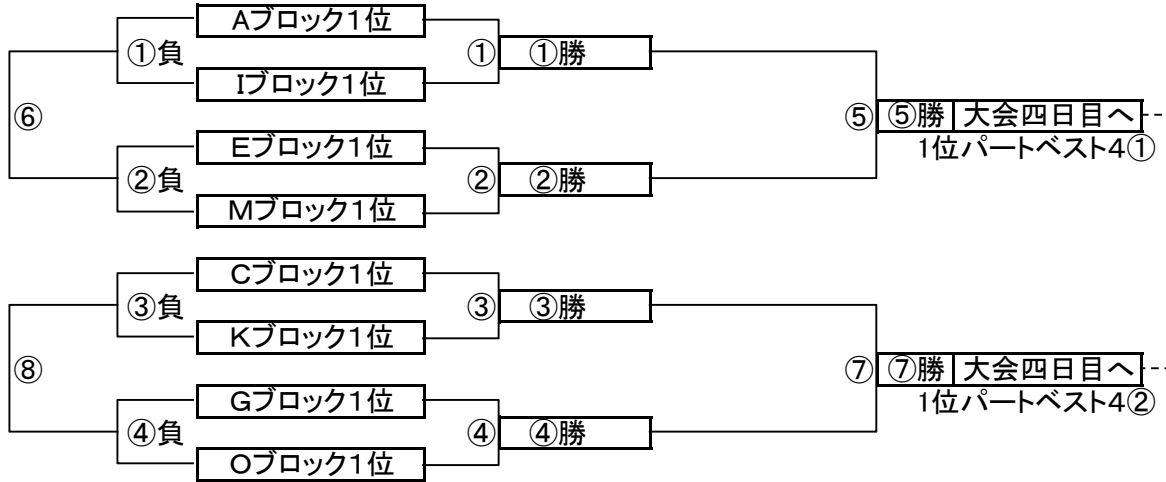 Aブロック1位
①負 ① ①勝
Iブロック1位
⑥ ⑤ ⑤勝 大会四日目へ
Eブロック1位 1位パートベスト4①
②負 ② ②勝
Mブロック1位
Cブロック1位
③負 ③ ③勝
Kブロック1位
⑧ ⑦ ⑦勝 大会四日目へ
Gブロック1位 1位パートベスト4②
④負 ④ ④勝
Oブロック1位